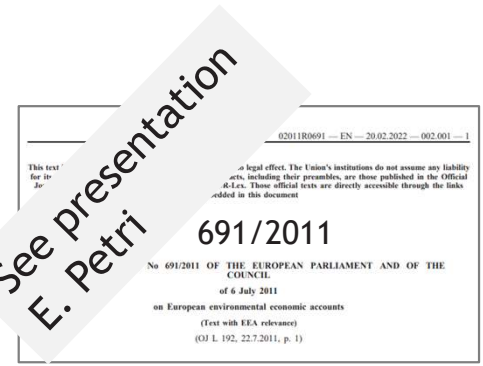 See presentation
E. Petri
02011R0691 — EN — 20.02.2022 — 002.001 — 1
This text
legal effect. The Union's institutions do not assume any liability
for its
including their preambles, are those published in the Official
Those official texts are directly accessible through the links
in this document
691/2011
No 691/2011 OF THE EUROPEAN PARLIAMENT AND OF THE
COUNCIL
of 6 July 2011
on European environmental economic accounts
(Text with EEA relevance)
(OJ L 192, 22.7.2011, p. 1)